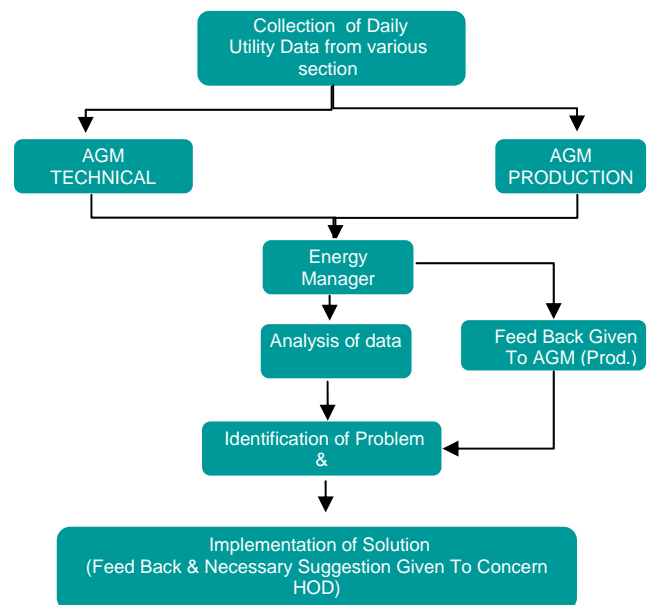 Collection of Daily
Utility Data from various
section
AGM
TECHNICAL
AGM
PRODUCTION
Energy
Manager
Analysis of data
Feed Back Given
To AGM (Prod.)
Identification of Problem
&
Implementation of Solution
(Feed Back & Necessary Suggestion Given To Concern
HOD)